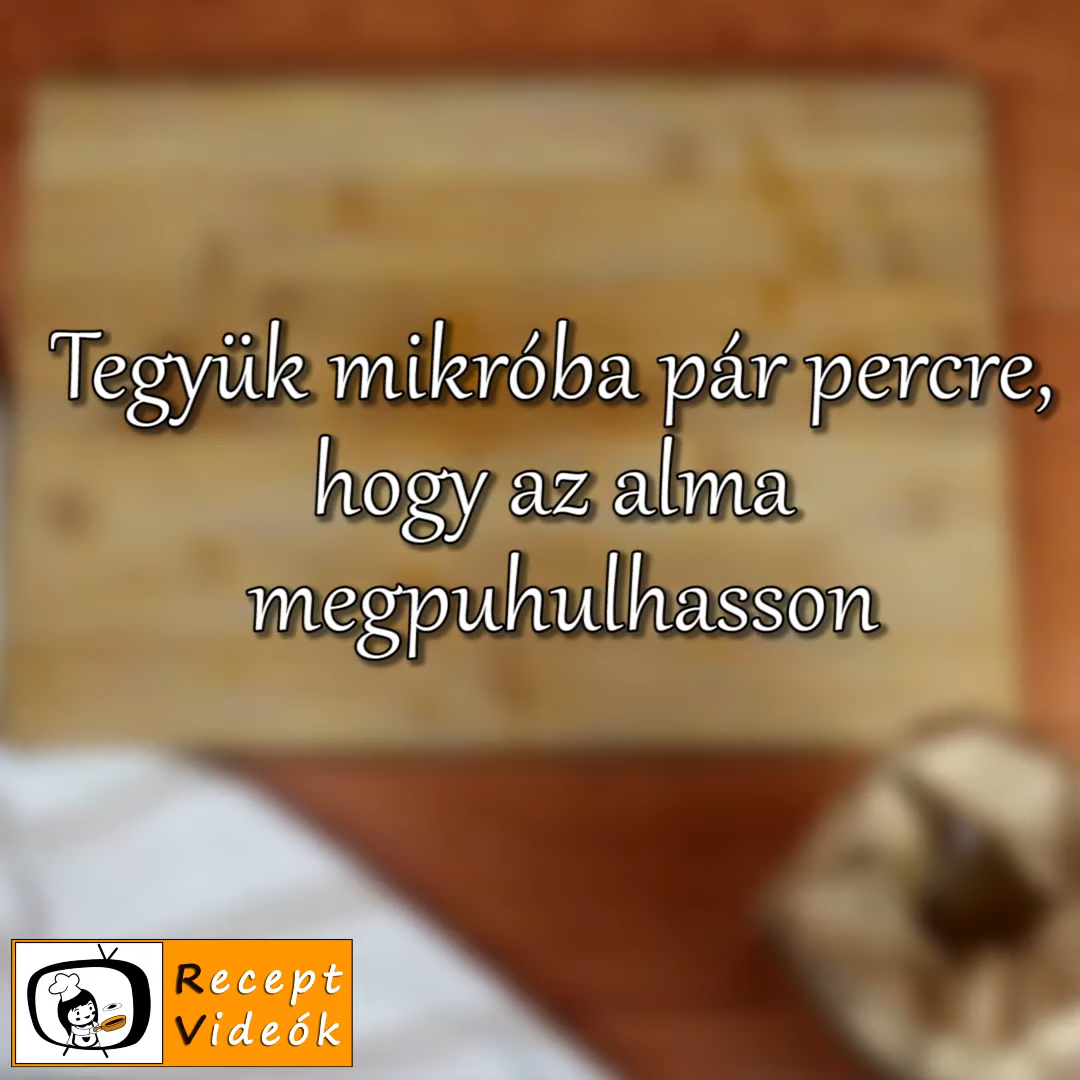 Tegyük mikróba pár percre,
hogy az alma
megpuhulhasson
Recept
Videók